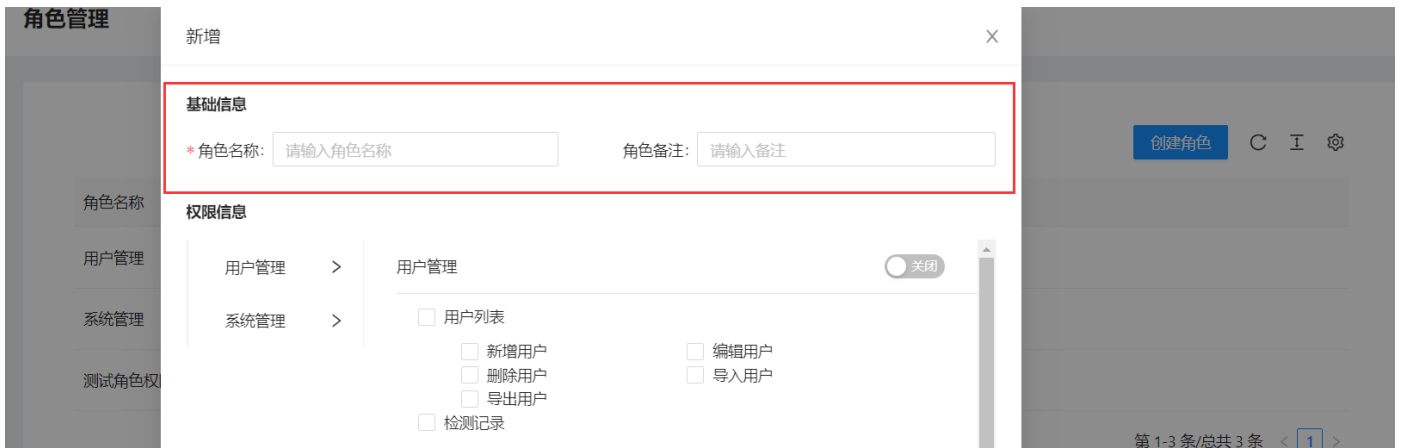 角色管理
新增
基础信息
* 角色名称: 请输入角色名称 角色备注: 请输入备注
创建角色
角色名称
权限信息
用户管理
用户管理 >
用户管理
关闭
系统管理
系统管理 >
用户列表
新增用户 编辑用户
删除用户 导入用户
导出用户
测试角色权
检测记录
第 1-3 条/总共 3 条 < 1 >